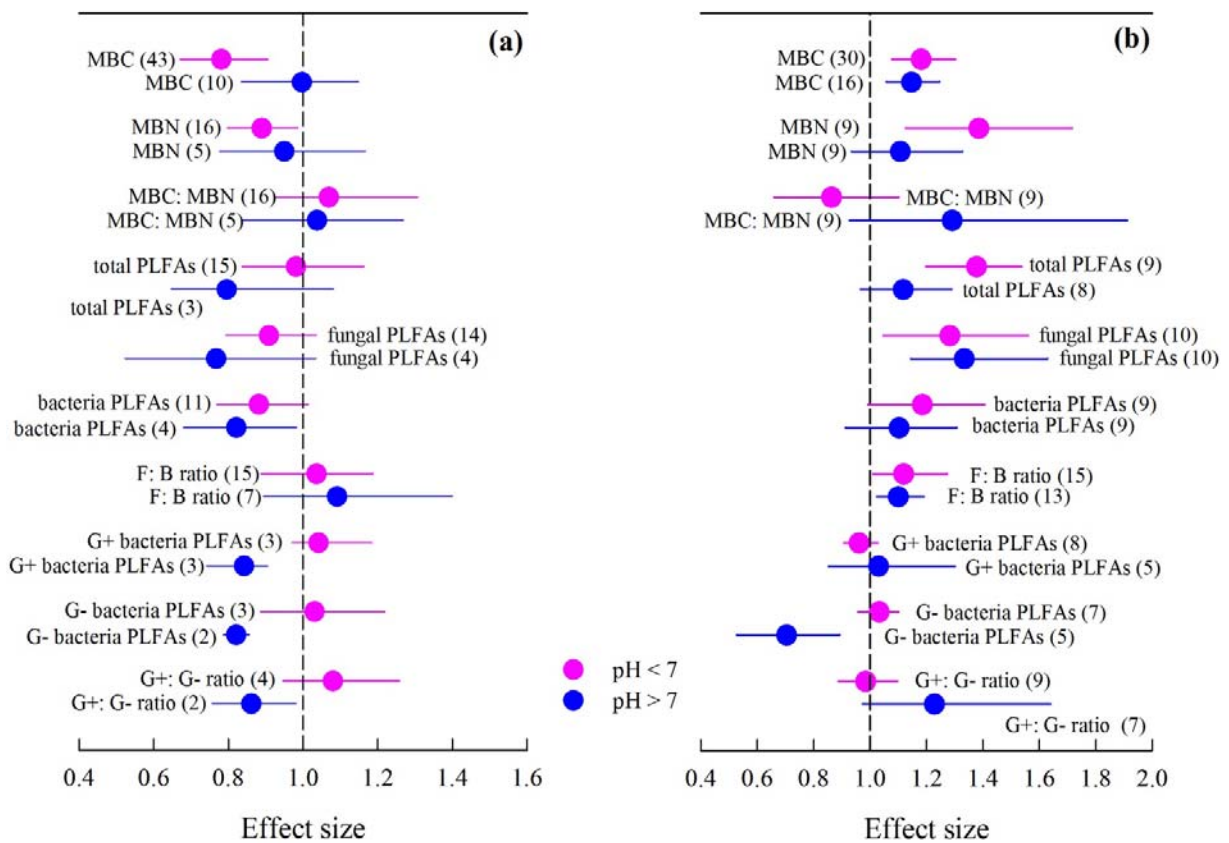 (a)
MBC (43)
MBC (10)
MBN (16)
MBN (5)
MBC: MBN (16)
MBC: MBN (5)
total PLFAs (15)
total PLFAs (3)
fungal PLFAs (14)
fungal PLFAs (4)
bacteria PLFAs (11)
bacteria PLFAs (4)
F: B ratio (15)
F: B ratio (7)
G+ bacteria PLFAs (3)
G+ bacteria PLFAs (3)
G- bacteria PLFAs (3)
G- bacteria PLFAs (2)
G+: G- ratio (4)
G+: G- ratio (2)
0.4 0.6 0.8 1.0 1.2 1.4 1.6
Effect size
pH < 7
pH > 7
(b)
MBC (30)
MBC (16)
MBN (9)
MBN (9)
MBC: MBN (9)
MBC: MBN (9)
total PLFAs (9)
total PLFAs (8)
fungal PLFAs (10)
fungal PLFAs (10)
bacteria PLFAs (9)
bacteria PLFAs (9)
F: B ratio (15)
F: B ratio (13)
G+ bacteria PLFAs (8)
G+ bacteria PLFAs (5)
G- bacteria PLFAs (7)
G- bacteria PLFAs (5)
G+: G- ratio (9)
G+: G- ratio (7)
0.4 0.6 0.8 1.0 1.2 1.4 1.6 1.8 2.0
Effect size